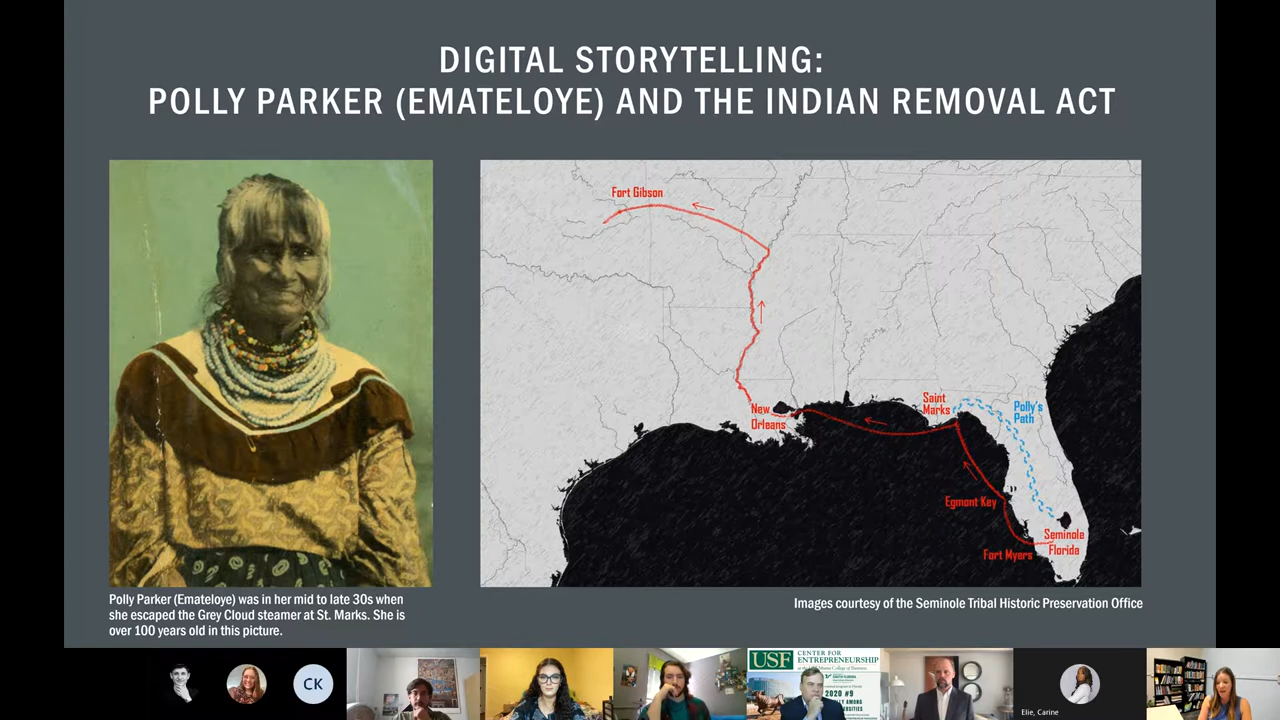 DIGITAL STORYTELLING:
POLLY PARKER (EMATELOYE) AND THE INDIAN REMOVAL ACT
Fort Gibson
New
Orleans
Saint
Marks
Polly's
Path
Egmont Key
Seminole
Florida
Fort Myers
Polly Parker (Emateloye) was in her mid to late 30s when
she escaped the Grey Cloud steamer at St. Marks. She is
over 100 years old in this picture.
Images courtesy of the Seminole Tribal Historic Preservation Office
CK
USF
CENTER FOR
ENTREPRENEURSHIP
2020 #9
Elie, Carine